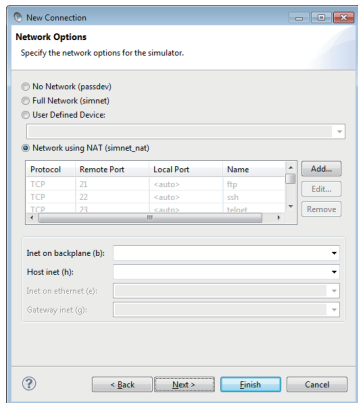 New Connection
Network Options
Specify the network options for the simulator.
No Network (passdev)
Full Network (simnet)
User Defined Device:
Network using NAT (simnet_nat)
Protocol Remote Port Local Port Name
TCP 21 <auto> ftp
TCP 22 <auto> ssh
TCP 23 <auto> telnet
Add...
Edit...
Remove
Inet on backplane (b):
Host inet (h):
Inet on ethernet (e):
Gateway inet (g):
? < Back Next > Finish Cancel